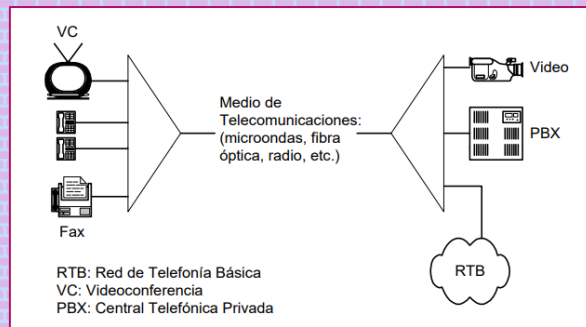 VC
Medio de
Telecomunicaciones:
(microondas, fibra
óptica, radio, etc.)
Fax
Video
PBX
RTB
RTB: Red de Telefonía Básica
VC: Videoconferencia
PBX: Central Telefónica Privada